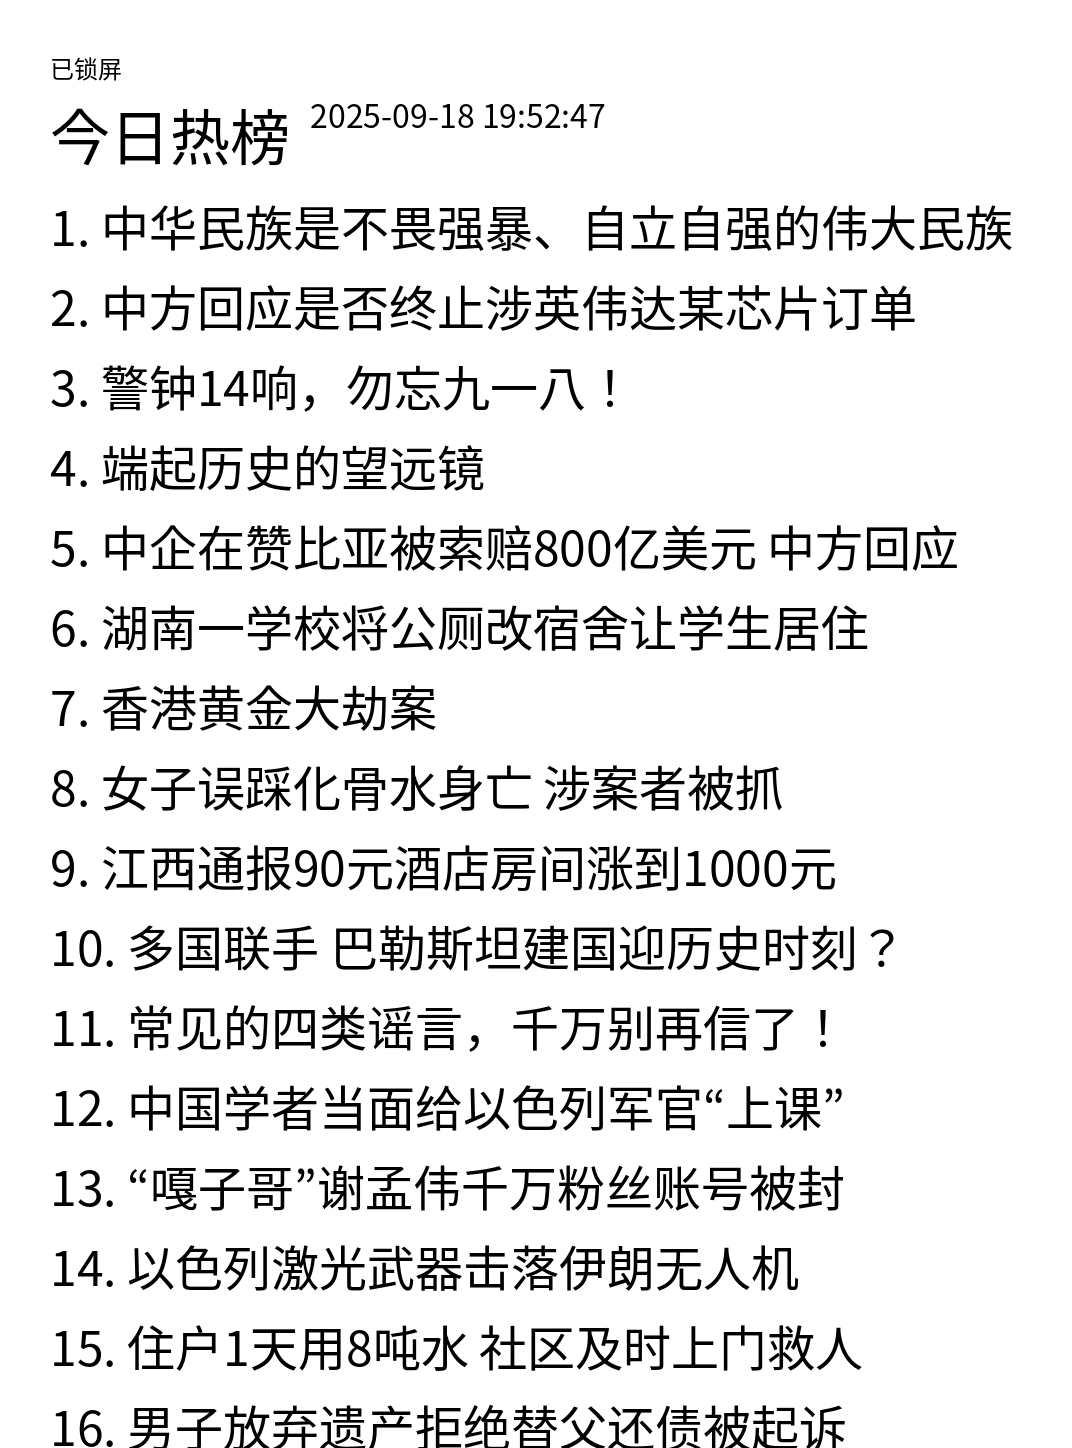 已锁屏
今日热榜 2025-09-18 19:52:47
1. 中华民族是不畏强暴、自立自强的伟大民族
2. 中方回应是否终止涉英伟达某芯片订单
3. 警钟14响，勿忘九一八！
4. 端起历史的望远镜
5. 中企在赞比亚被索赔800亿美元 中方回应
6. 湖南一学校将公厕改宿舍让学生居住
7. 香港黄金大劫案
8. 女子误踩化骨水身亡 涉案者被抓
9. 江西通报90元酒店房间涨到1000元
10. 多国联手 巴勒斯坦建国迎历史时刻？
11. 常见的四类谣言，千万别再信了！
12. 中国学者当面给以色列军官“上课”
13. “嘎子哥”谢孟伟千万粉丝账号被封
14. 以色列激光武器击落伊朗无人机
15. 住户1天用8吨水 社区及时上门救人
16. 男子放弃遗产拒绝替父还债被起诉